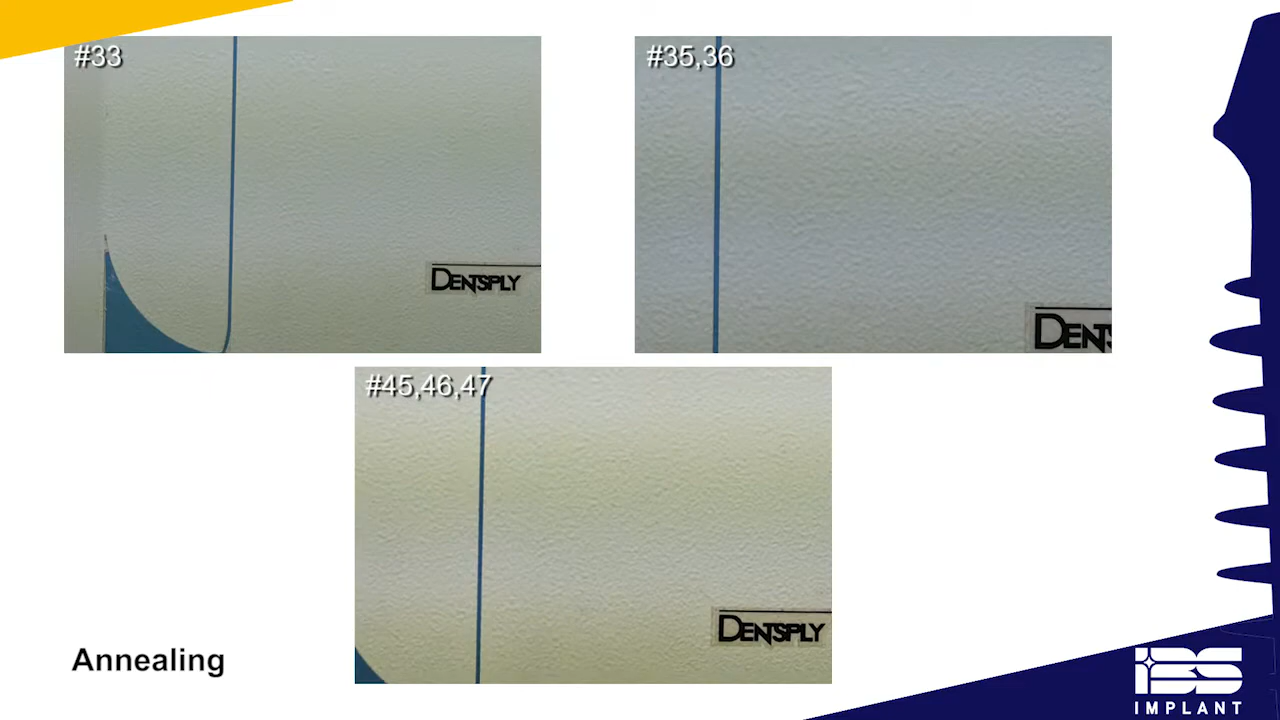 #33
#35,36
DENTSPLY
DENTS
#45,46,47
DENTSPLY
Annealing
iBS
IMPLANT